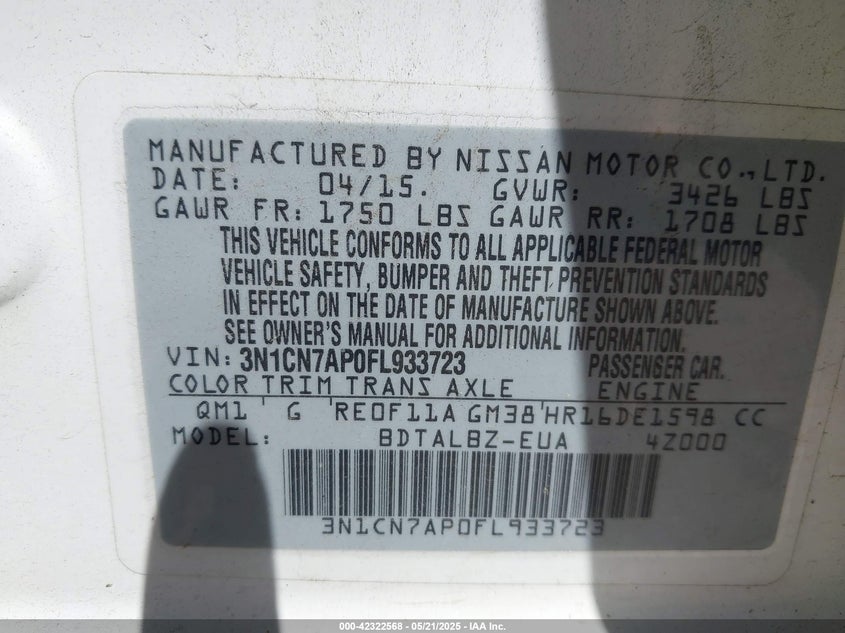 MANUFACTURED BY NISSAN MOTOR CO., LTD.
DATE: 04/15. GVWR: 3426 LBS
GAWR FR: 1750 LBS GAWR RR: 1708 LBS
THIS VEHICLE CONFORMS TO ALL APPLICABLE FEDERAL MOTOR
VEHICLE SAFETY, BUMPER AND THEFT PREVENTION STANDARDS
IN EFFECT ON THE DATE OF MANUFACTURE SHOWN ABOVE.
SEE OWNER'S MANUAL FOR ADDITIONAL INFORMATION.
VIN: 3N1CN7AP0FL933723 PASSENGER CAR.
COLOR TRIM TRANS AXLE ENGINE
QM1 G RE0F11A GM38 HR16DE1598 CC
MODEL: BDTALBZ-EUA 4Z000
3N1CN7AP0FL933723
000-42322568 - 05/21/2025 - IAA Inc.